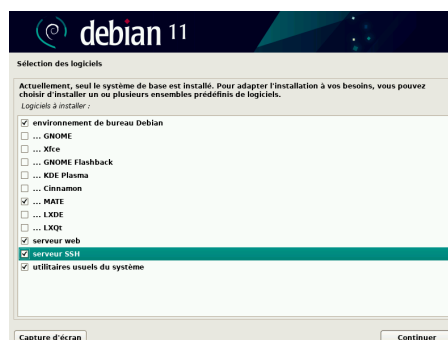 debian 11
Sélection des logiciels
Actuellement, seul le système de base est installé. Pour adapter l'installation à vos besoins, vous pouvez
choisir d'installer un ou plusieurs ensembles prédéfinis de logiciels.
Logiciels à installer :
environnement de bureau Debian
... GNOME
... Xfce
... GNOME Flashback
... KDE Plasma
... Cinnamon
... MATE
... LXDE
... LXQt
serveur web
serveur SSH
utilitaires usuels du système
Capture d'écran
Continuer